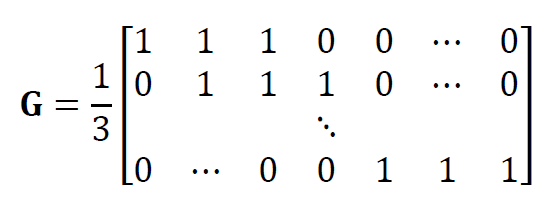 G = 1/3 [1 1 1 0 0 ⋯ 0
0 1 1 1 0 ⋯ 0
⋱
0 ⋯ 0 0 1 1 1]